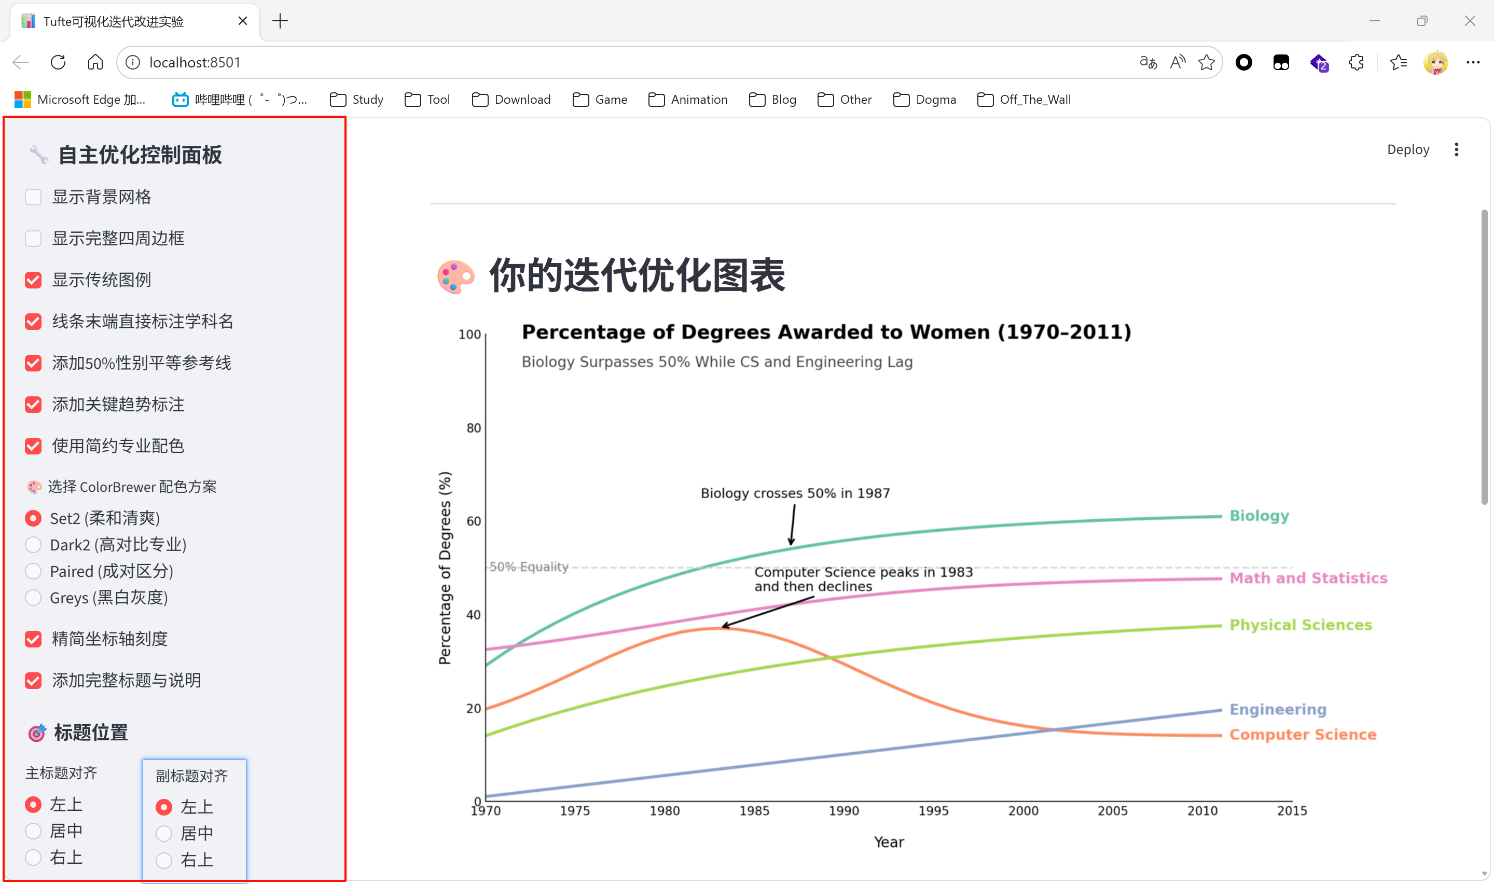 Tufte可视化迭代改进实验
localhost:8501
Microsoft Edge 加...
哔哩哔哩 (゜-゜)つ...
Study
Tool
Download
Game
Animation
Blog
Other
Dogma
Off_The_Wall
自主优化控制面板
显示背景网格
显示完整四周边框
显示传统图例
线条末端直接标注学科名
添加50%性别平等参考线
添加关键趋势标注
使用简约专业配色
选择 ColorBrewer 配色方案
Set2 (柔和清爽)
Dark2 (高对比专业)
Paired (成对区分)
Greys (黑白灰度)
精简坐标轴刻度
添加完整标题与说明
标题位置
主标题对齐
左上
居中
右上
副标题对齐
左上
居中
右上
Deploy
你的迭代优化图表
Percentage of Degrees Awarded to Women (1970–2011)
Biology Surpasses 50% While CS and Engineering Lag
Percentage of Degrees (%)
100
80
60
40
20
0
Biology crosses 50% in 1987
50% Equality
Computer Science peaks in 1983
and then declines
Biology
Math and Statistics
Physical Sciences
Engineering
Computer Science
1970
1975
1980
1985
1990
1995
2000
2005
2010
2015
Year